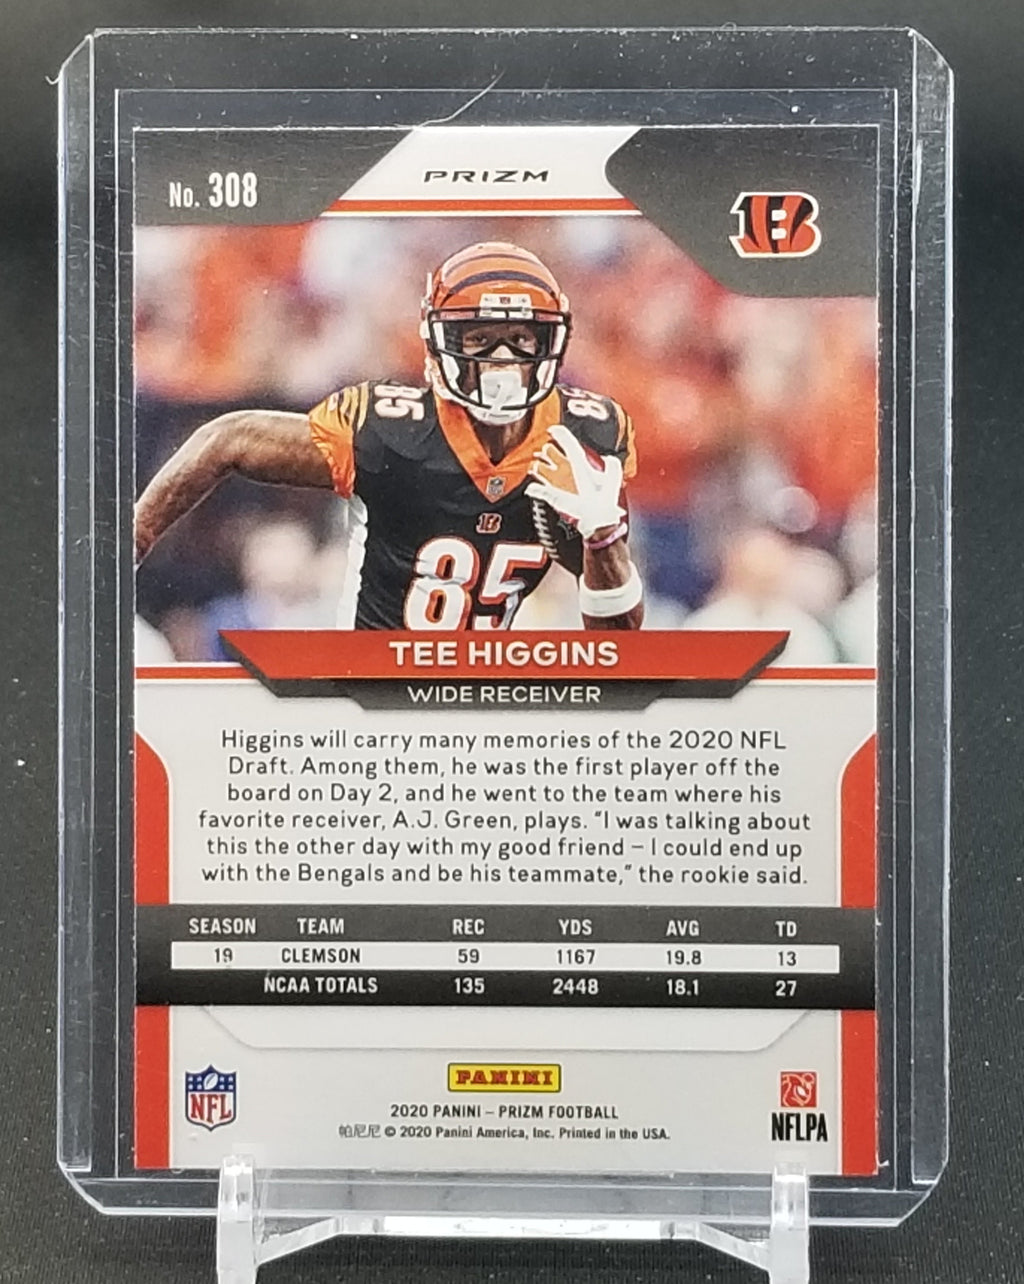 No. 308
PRIZM
B
85
85
85
TEE HIGGINS
WIDE RECEIVER
Higgins will carry many memories of the 2020 NFL
Draft. Among them, he was the first player off the
board on Day 2, and he went to the team where his
favorite receiver, A.J. Green, plays. "I was talking about
this the other day with my good friend – I could end up
with the Bengals and be his teammate," the rookie said.
SEASON TEAM REC YDS AVG TD
19 CLEMSON 59 1167 19.8 13
NCAA TOTALS 135 2448 18.1 27
NFL
PANINI
2020 PANINI – PRIZM FOOTBALL
帕尼尼 © 2020 Panini America, Inc. Printed in the USA.
NFLPA